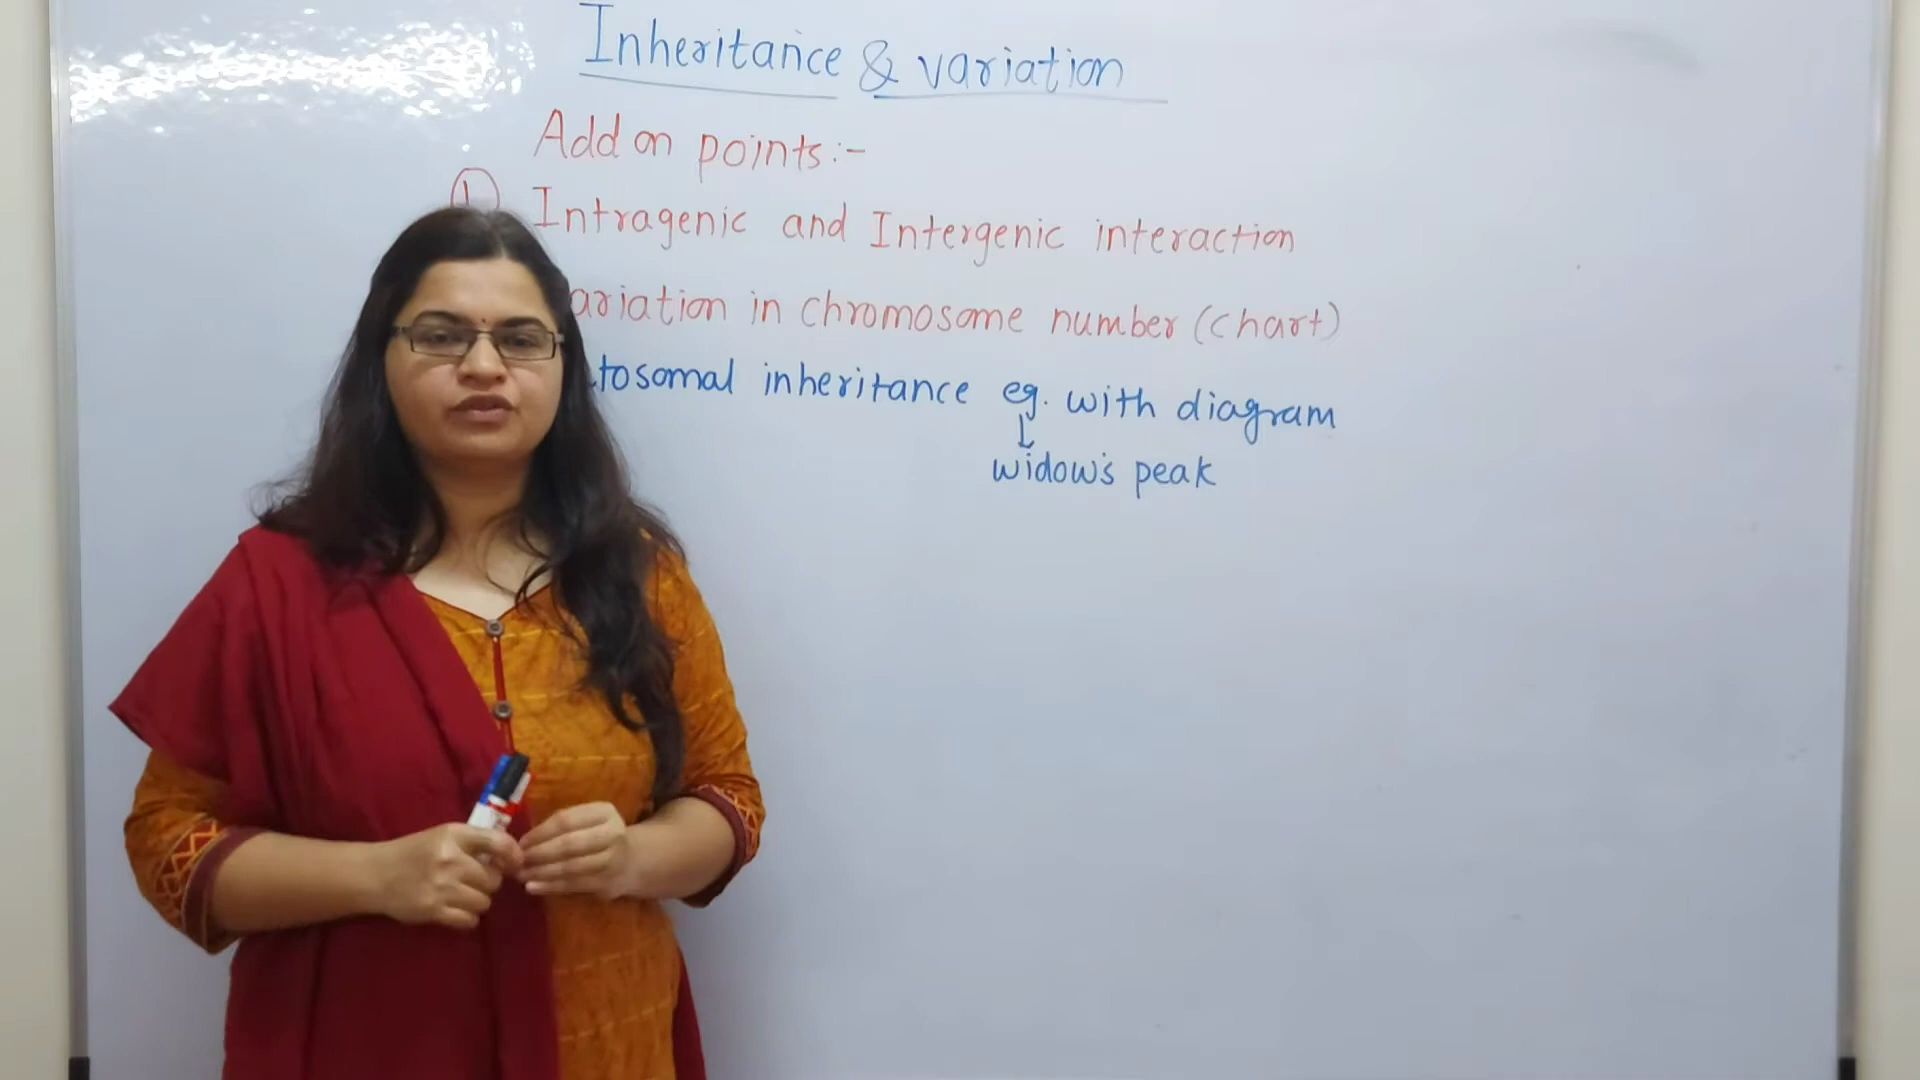 Inheritance & variation
Add on points:-
1 Intragenic and Intergenic interaction
ariation in chromosome number (chart)
tosomal inheritance eg. with diagram
widow's peak